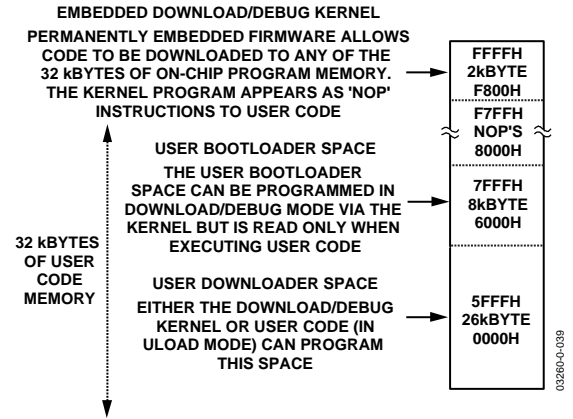 EMBEDDED DOWNLOAD/DEBUG KERNEL
PERMANENTLY EMBEDDED FIRMWARE ALLOWS
CODE TO BE DOWNLOADED TO ANY OF THE
32 kBYTES OF ON-CHIP PROGRAM MEMORY.
THE KERNEL PROGRAM APPEARS AS 'NOP'
INSTRUCTIONS TO USER CODE
FFFFH
2kBYTE
F800H
F7FFH
NOP'S
8000H
USER BOOTLOADER SPACE
THE USER BOOTLOADER
SPACE CAN BE PROGRAMMED IN
DOWNLOAD/DEBUG MODE VIA THE
KERNEL BUT IS READ ONLY WHEN
EXECUTING USER CODE
7FFFH
8kBYTE
6000H
32 kBYTES
OF USER
CODE
MEMORY
USER DOWNLOADER SPACE
EITHER THE DOWNLOAD/DEBUG
KERNEL OR USER CODE (IN
ULOAD MODE) CAN PROGRAM
THIS SPACE
5FFFH
26kBYTE
0000H
03260-0-039